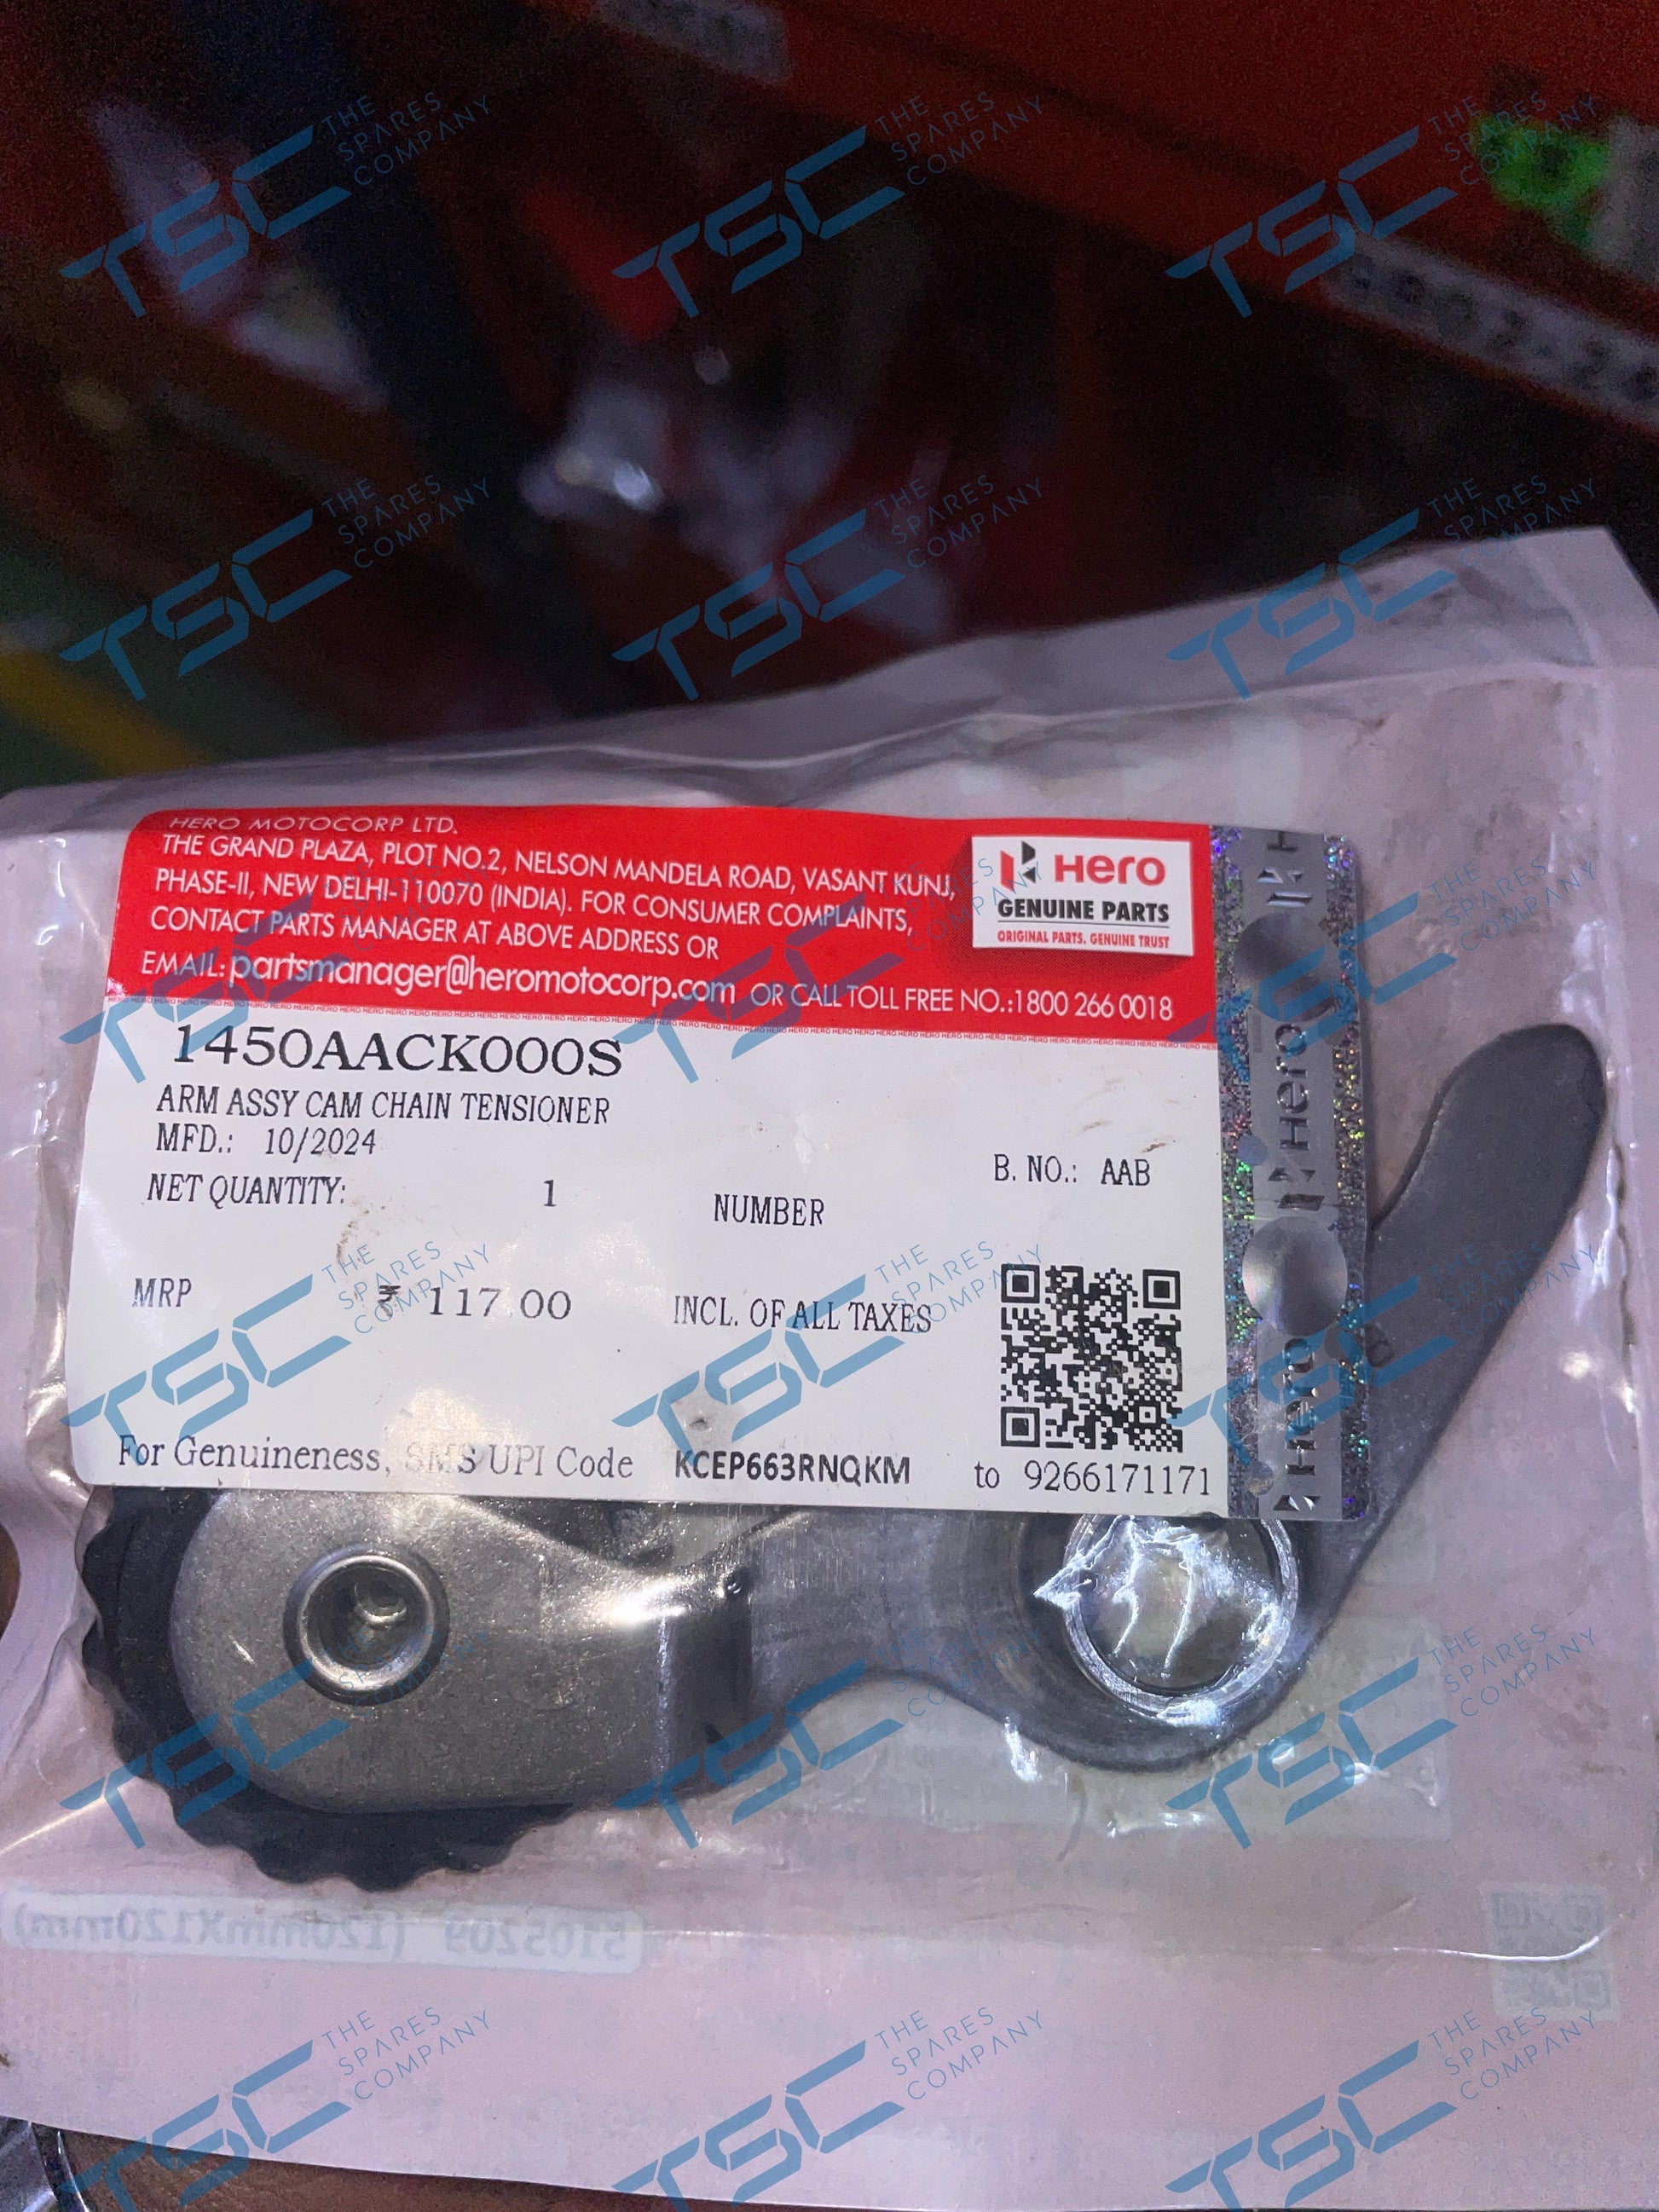 HERO MOTOCORP LTD.
THE GRAND PLAZA, PLOT NO.2, NELSON MANDELA ROAD, VASANT KUNJ,
PHASE-II, NEW DELHI-110070 (INDIA). FOR CONSUMER COMPLAINTS,
CONTACT PARTS MANAGER AT ABOVE ADDRESS OR
EMAIL: partsmanager@heromotocorp.com OR CALL TOLL FREE NO.:1800 266 0018
Hero
GENUINE PARTS
ORIGINAL PARTS. GENUINE TRUST
1450AACK000S
ARM ASSY CAM CHAIN TENSIONER
MFD.: 10/2024
B. NO.: AAB
NET QUANTITY: 1 NUMBER
MRP ₹ 117.00 INCL. OF ALL TAXES
For Genuineness, SMS UPI Code KCEP663RNQKM to 9266171171
Hero
Hero
5105209 (120mmX120mm)
TSC THE SPARES COMPANY